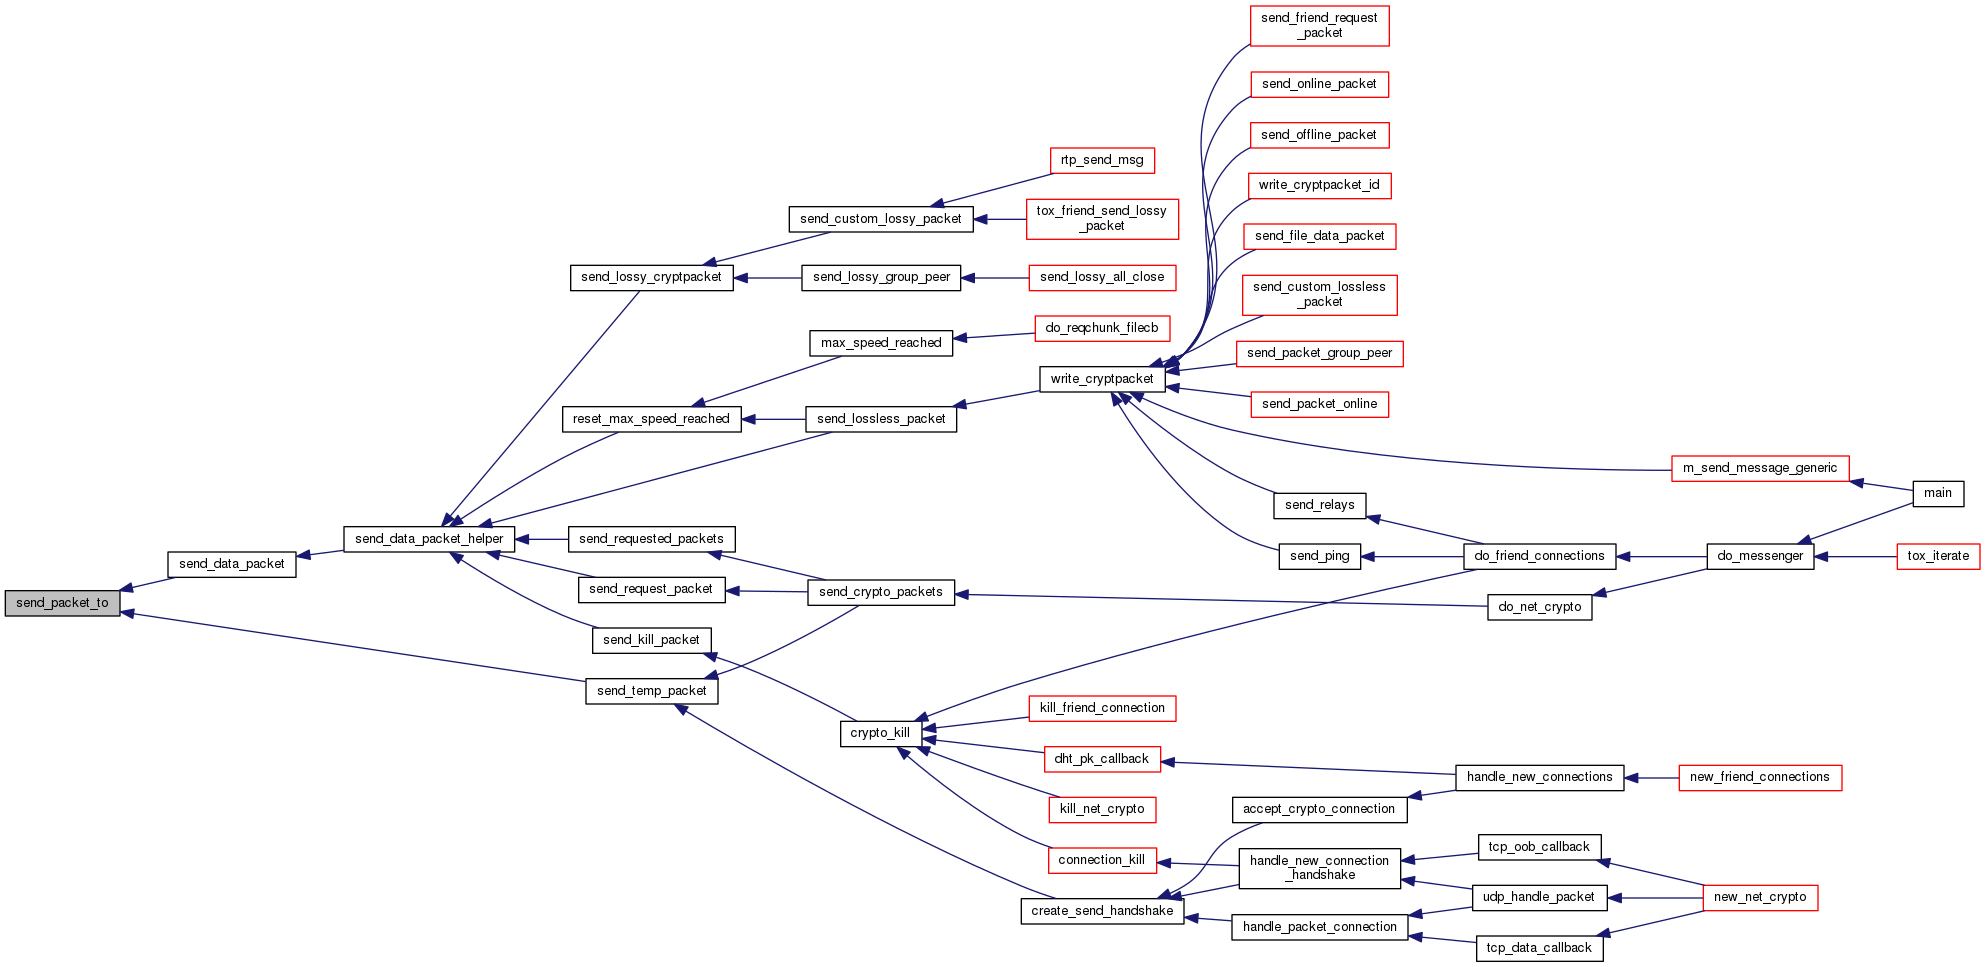 send_friend_request
_packet
send_online_packet
send_offline_packet
rtp_send_msg
write_cryptpacket_id
send_custom_lossy_packet
tox_friend_send_lossy
_packet
send_file_data_packet
send_lossy_cryptpacket
send_lossy_group_peer
send_lossy_all_close
send_custom_lossless
_packet
max_speed_reached
do_reqchunk_filecb
send_packet_group_peer
write_cryptpacket
send_packet_online
reset_max_speed_reached
send_lossless_packet
m_send_message_generic
main
send_relays
send_data_packet_helper
send_requested_packets
send_ping
do_friend_connections
do_messenger
tox_iterate
send_data_packet
send_request_packet
send_crypto_packets
send_packet_to
do_net_crypto
send_kill_packet
send_temp_packet
kill_friend_connection
crypto_kill
dht_pk_callback
handle_new_connections
new_friend_connections
kill_net_crypto
accept_crypto_connection
tcp_oob_callback
connection_kill
handle_new_connection
_handshake
udp_handle_packet
new_net_crypto
create_send_handshake
handle_packet_connection
tcp_data_callback